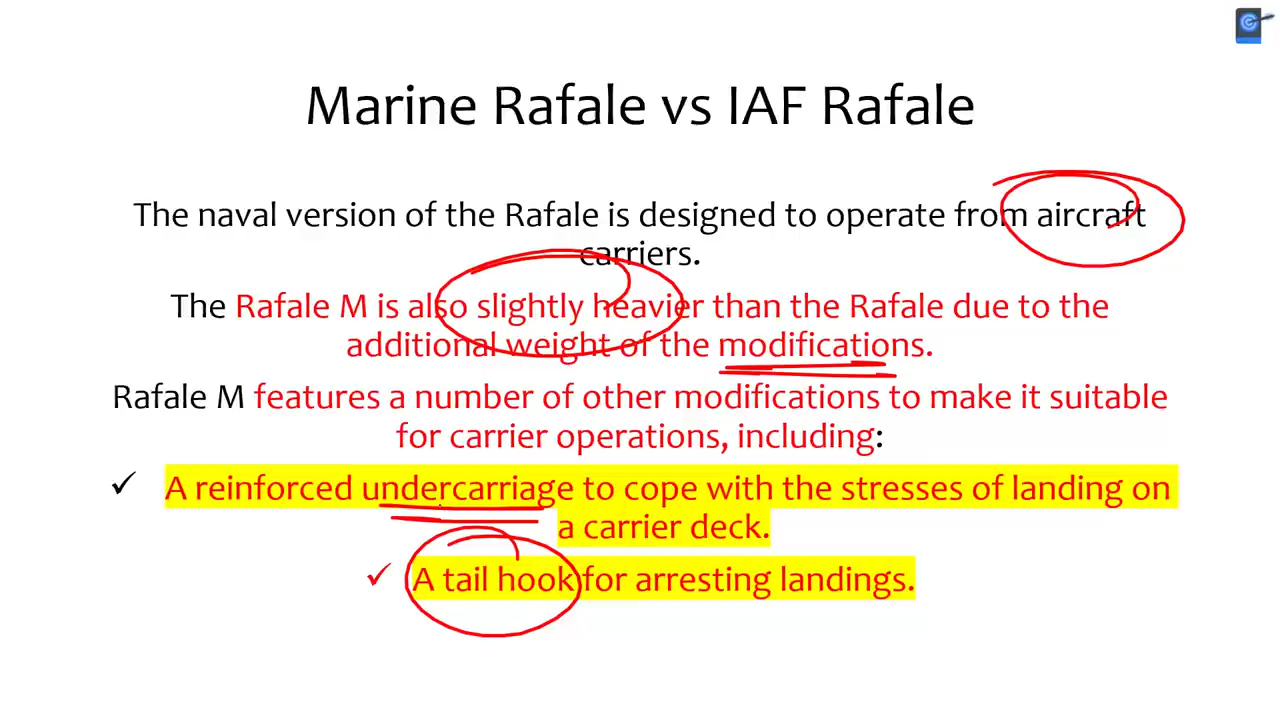 Marine Rafale vs IAF Rafale
The naval version of the Rafale is designed to operate from aircraft
carriers.
The Rafale M is also slightly heavier than the Rafale due to the
additional weight of the modifications.
Rafale M features a number of other modifications to make it suitable
for carrier operations, including:
✓ A reinforced undercarriage to cope with the stresses of landing on
a carrier deck.
✓ A tail hook for arresting landings.